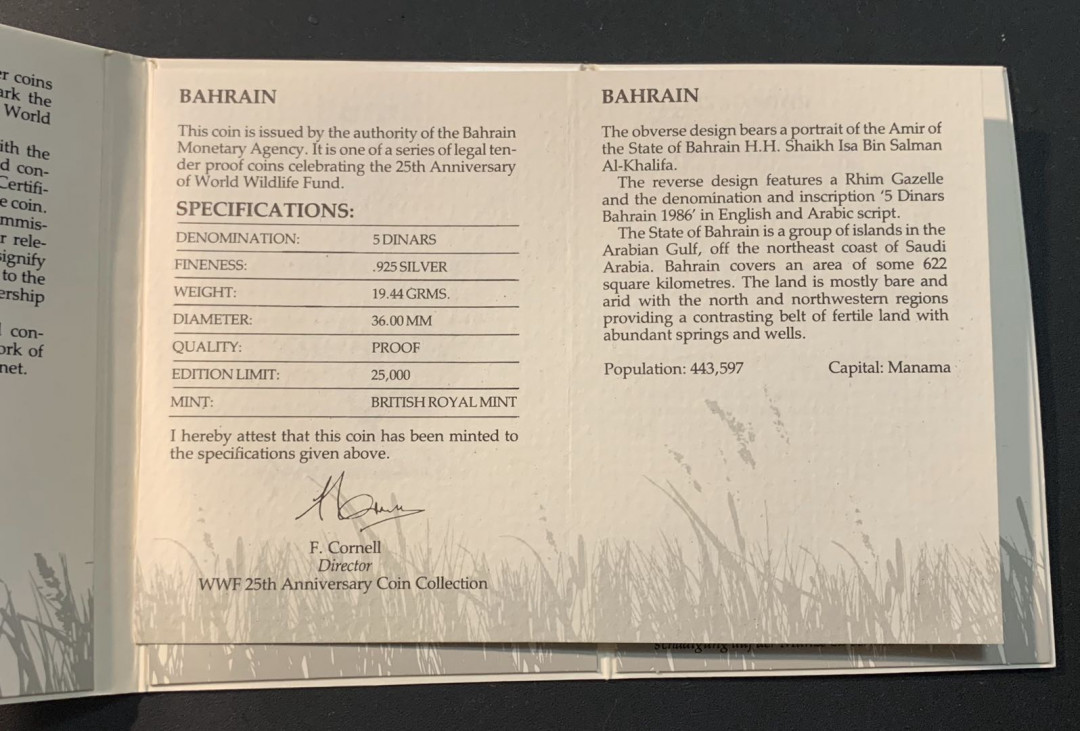 er coins
ark the
World
ith the
d con-
Certifi-
e coin.
mmis-
r rele-
signify
to the
ership
con-
ork of
net.
BAHRAIN
This coin is issued by the authority of the Bahrain
Monetary Agency. It is one of a series of legal ten-
der proof coins celebrating the 25th Anniversary
of World Wildlife Fund.
SPECIFICATIONS:
DENOMINATION: 5 DINARS
FINENESS: .925 SILVER
WEIGHT: 19.44 GRMS.
DIAMETER: 36.00 MM
QUALITY: PROOF
EDITION LIMIT: 25,000
MINT: BRITISH ROYAL MINT
I hereby attest that this coin has been minted to
the specifications given above.
F. Cornell
Director
WWF 25th Anniversary Coin Collection
BAHRAIN
The obverse design bears a portrait of the Amir of
the State of Bahrain H.H. Shaikh Isa Bin Salman
Al-Khalifa.
The reverse design features a Rhim Gazelle
and the denomination and inscription '5 Dinars
Bahrain 1986' in English and Arabic script.
The State of Bahrain is a group of islands in the
Arabian Gulf, off the northeast coast of Saudi
Arabia. Bahrain covers an area of some 622
square kilometres. The land is mostly bare and
arid with the north and northwestern regions
providing a contrasting belt of fertile land with
abundant springs and wells.
Population: 443,597 Capital: Manama